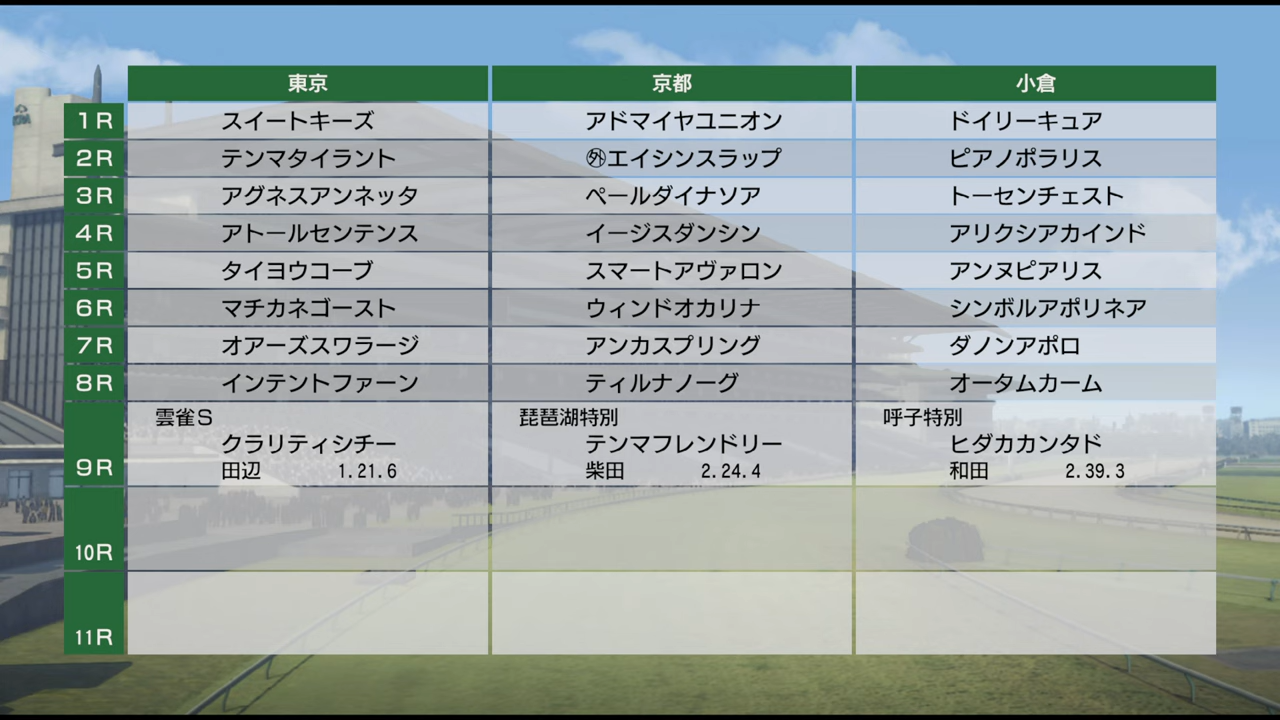 東京 京都 小倉
1R スイートキーズ アドマイヤユニオン ドイリーキュア
2R テンマタイラント ㊕エイシンスラップ ピアノポラリス
3R アグネスアンネッタ ペールダイナソア トーセンチェスト
4R アトールセンテンス イージスダンシン アリクシアカインド
5R タイヨウコーブ スマートアヴァロン アンヌピアリス
6R マチカネゴースト ウィンドオカリナ シンボルアポリネア
7R オアーズスワラージ アンカスプリング ダノンアポロ
8R インテントファーン ティルナノーグ オータムカーム
雲雀S 琵琶湖特別 呼子特別
クラリティシチー テンマフレンドリー ヒダカカンタド
9R 田辺 1.21.6 柴田 2.24.4 和田 2.39.3
10R
11R